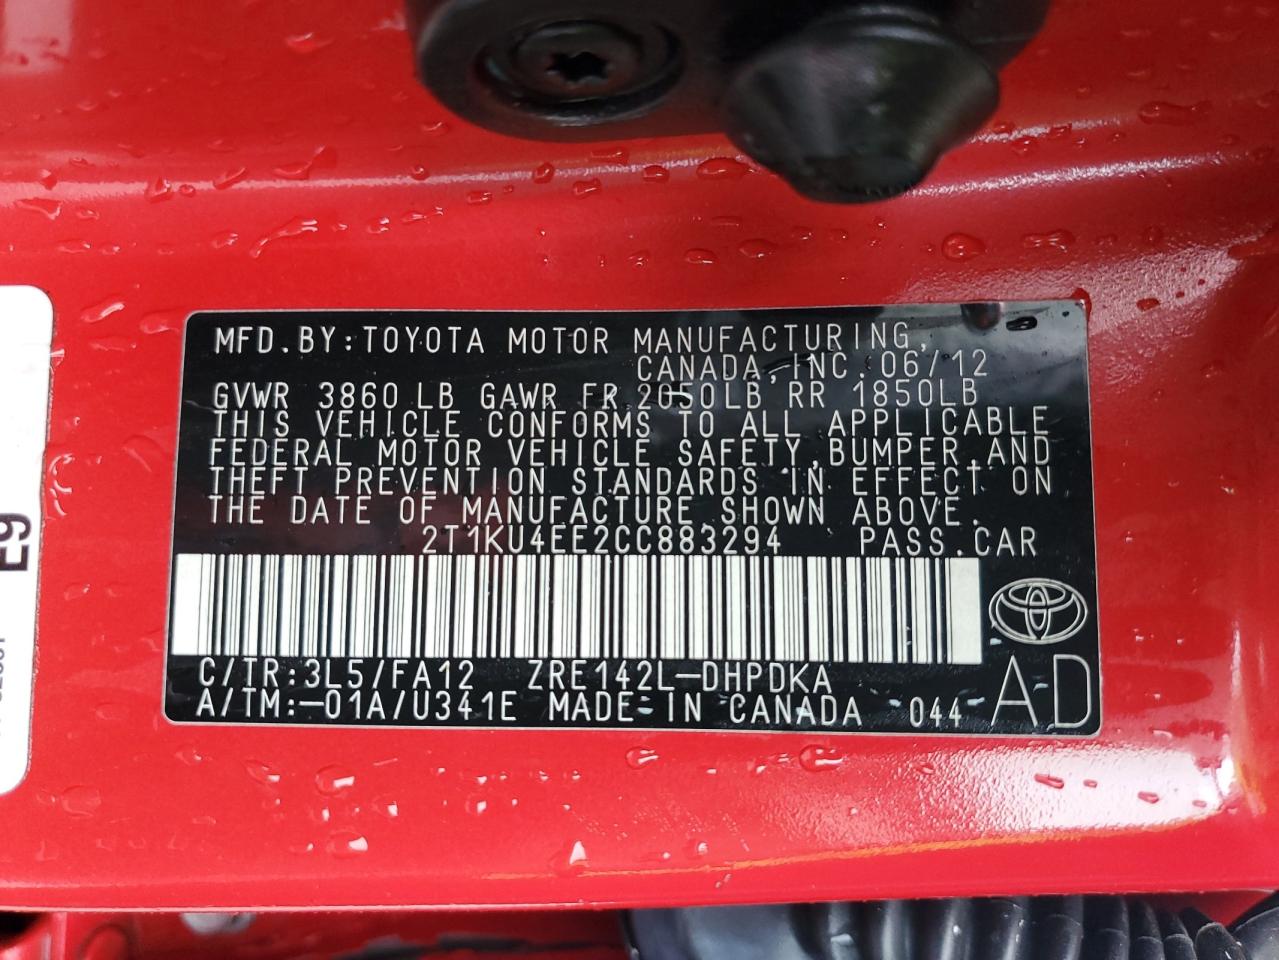 MFD.BY:TOYOTA MOTOR MANUFACTURING,
CANADA,INC. 06/12
GVWR 3860 LB GAWR FR 2050LB RR 1850LB
THIS VEHICLE CONFORMS TO ALL APPLICABLE
FEDERAL MOTOR VEHICLE SAFETY,BUMPER,AND
THEFT PREVENTION STANDARDS IN EFFECT ON
THE DATE OF MANUFACTURE SHOWN ABOVE.
2T1KU4EE2CC883294 PASS.CAR
C/TR:3L5/FA12 ZRE142L-DHPDKA
A/TM:-01A/U341E MADE IN CANADA 044 AD